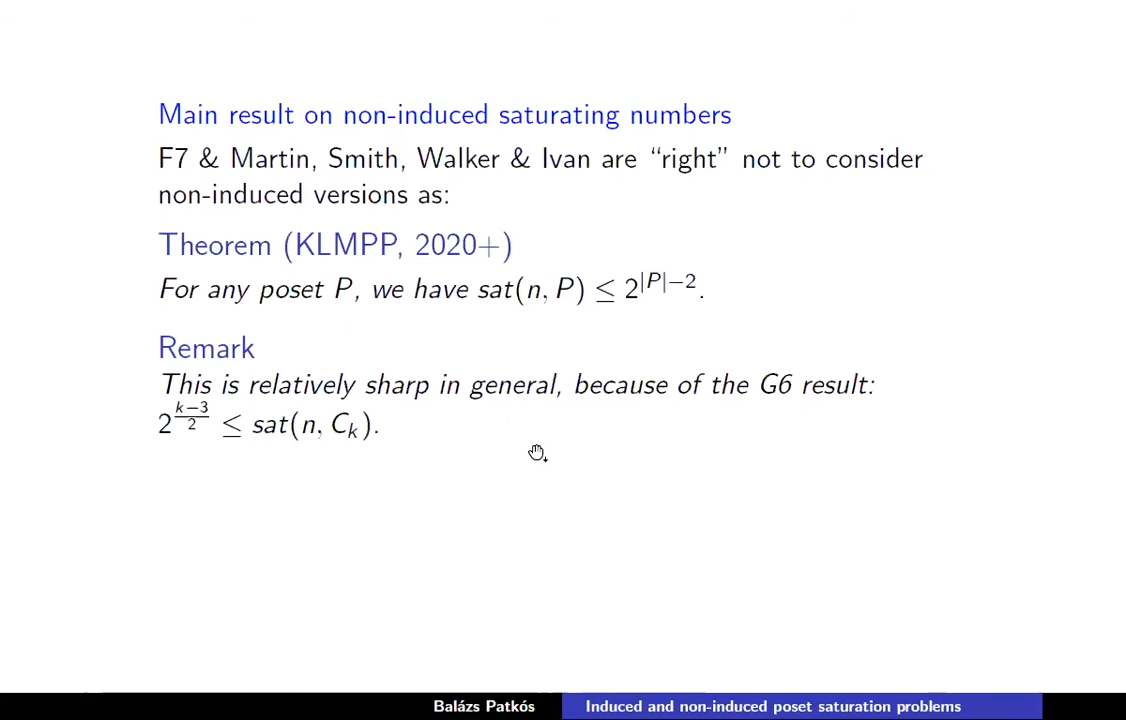 Main result on non-induced saturating numbers
F7 & Martin, Smith, Walker & Ivan are “right” not to consider
non-induced versions as:
Theorem (KLMPP, 2020+)
For any poset P, we have sat(n, P) ≤ 2^{|P|−2}.
Remark
This is relatively sharp in general, because of the G6 result:
2^{\frac{k−3}{2}} ≤ sat(n, C_k).
Balázs Patkós Induced and non-induced poset saturation problems